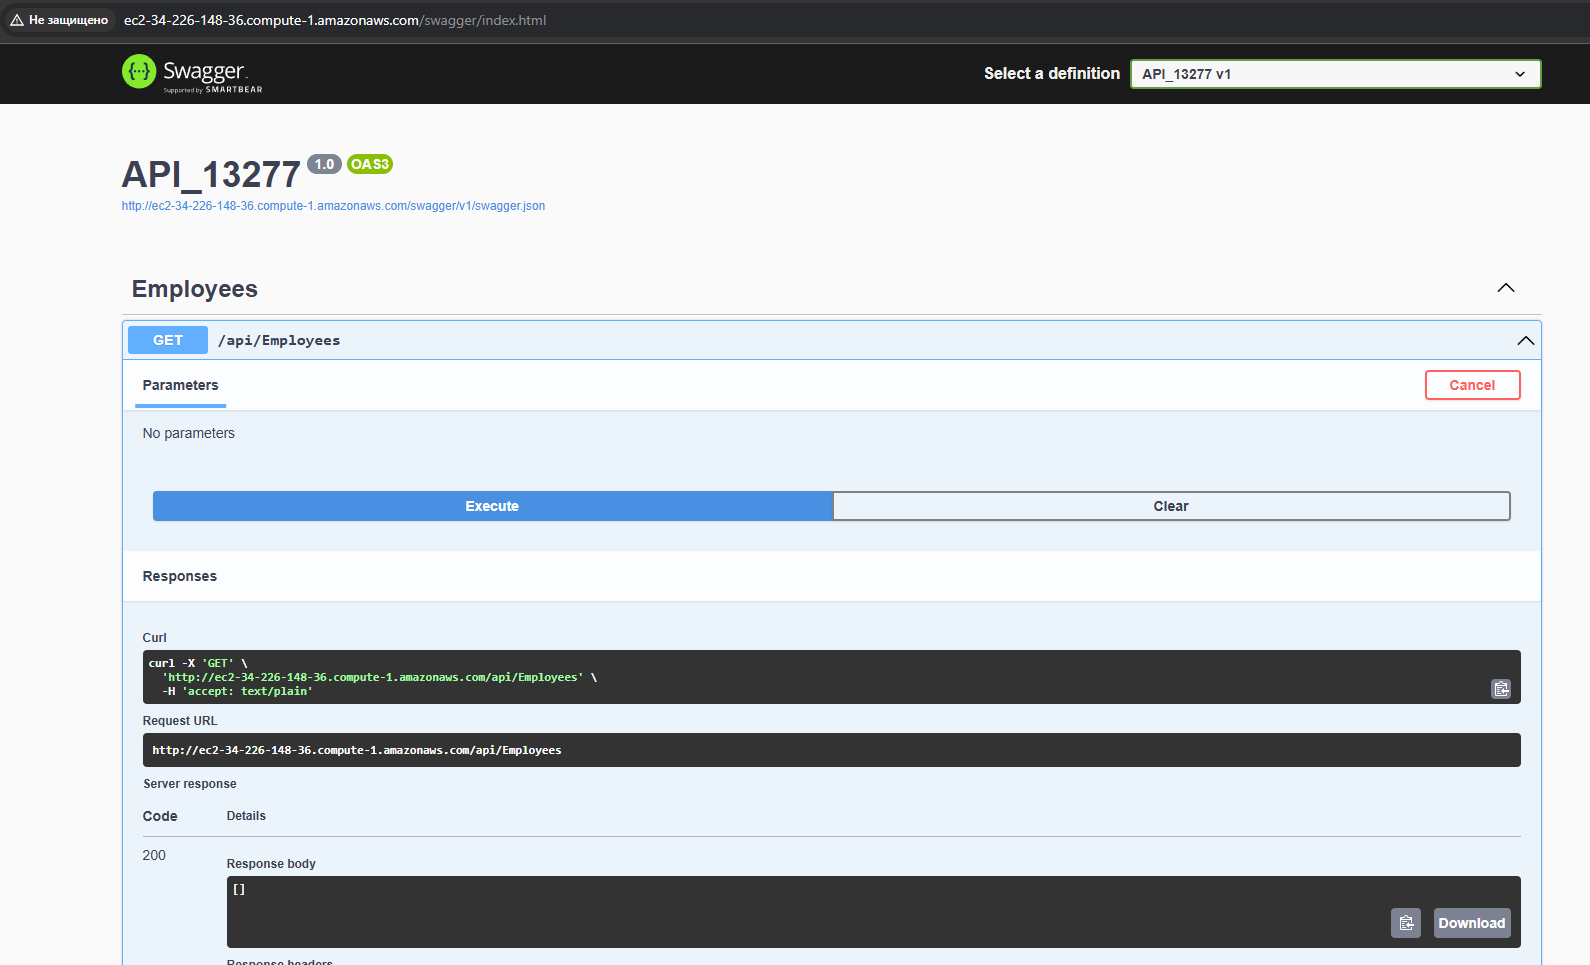 Не защищено ec2-34-226-148-36.compute-1.amazonaws.com/swagger/index.html
Swagger
Supported by SMARTBEAR
Select a definition API_13277 v1
API_13277 1.0 OAS3
http://ec2-34-226-148-36.compute-1.amazonaws.com/swagger/v1/swagger.json
Employees
GET /api/Employees
Parameters Cancel
No parameters
Execute Clear
Responses
Curl
curl -X 'GET' \
'http://ec2-34-226-148-36.compute-1.amazonaws.com/api/Employees' \
-H 'accept: text/plain'
Request URL
http://ec2-34-226-148-36.compute-1.amazonaws.com/api/Employees
Server response
Code Details
200
Response body
[]
Download
Response headers